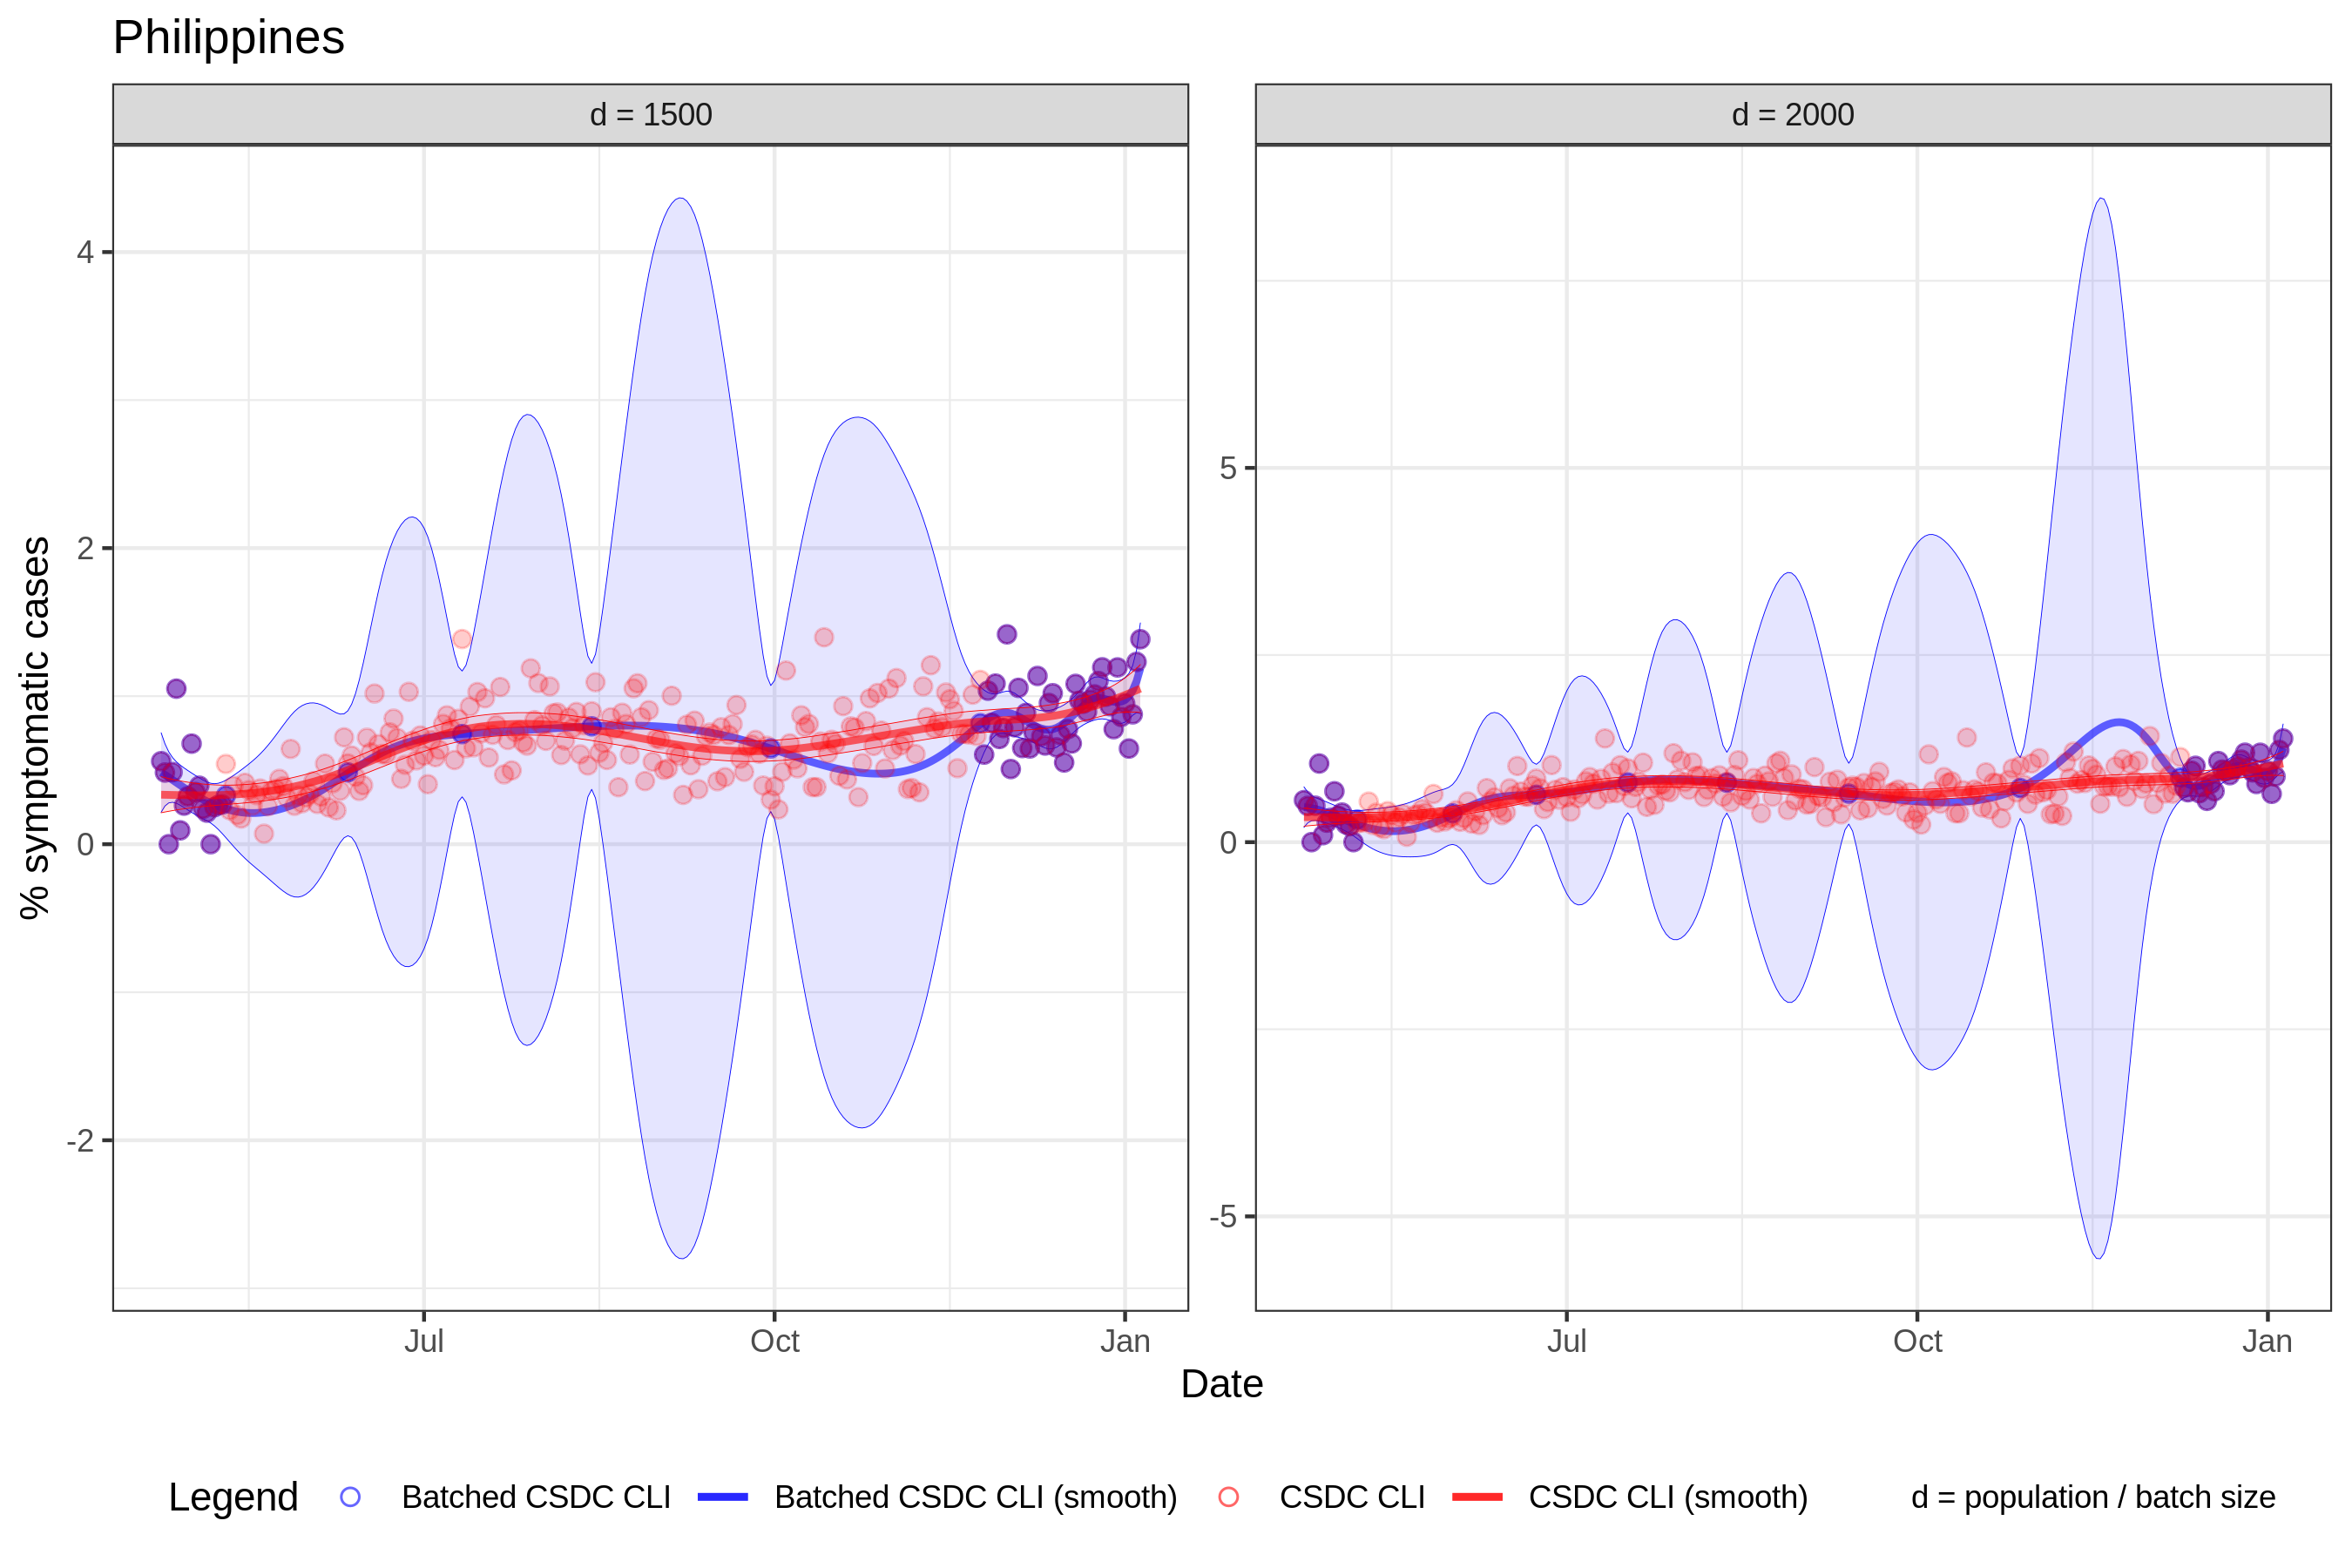 Philippines
d = 1500
d = 2000
% symptomatic cases
4
2
0
-2
5
0
-5
Jul
Oct
Jan
Jul
Oct
Jan
Date
Legend
Batched CSDC CLI
Batched CSDC CLI (smooth)
CSDC CLI
CSDC CLI (smooth)
d = population / batch size